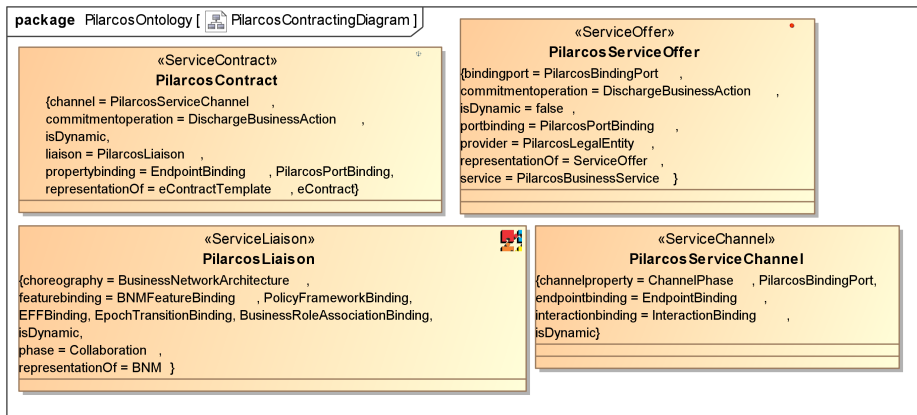 package PilarcosOntology [ PilarcosContractingDiagram ]
«ServiceContract»
PilarcosContract
{channel = PilarcosServiceChannel ,
commitmentoperation = DischargeBusinessAction ,
isDynamic,
liaison = PilarcosLiaison ,
propertybinding = EndpointBinding , PilarcosPortBinding,
representationOf = eContractTemplate , eContract}
«ServiceOffer»
PilarcosServiceOffer
{bindingport = PilarcosBindingPort ,
commitmentoperation = DischargeBusinessAction ,
isDynamic = false ,
portbinding = PilarcosPortBinding ,
provider = PilarcosLegalEntity ,
representationOf = ServiceOffer ,
service = PilarcosBusinessService }
«ServiceLiaison»
PilarcosLiaison
{choreography = BusinessNetworkArchitecture ,
featurebinding = BNMFeatureBinding , PolicyFrameworkBinding,
EFFBinding, EpochTransitionBinding, BusinessRoleAssociationBinding,
isDynamic,
phase = Collaboration ,
representationOf = BNM }
«ServiceChannel»
PilarcosServiceChannel
{channelproperty = ChannelPhase , PilarcosBindingPort,
endpointbinding = EndpointBinding ,
interactionbinding = InteractionBinding ,
isDynamic}